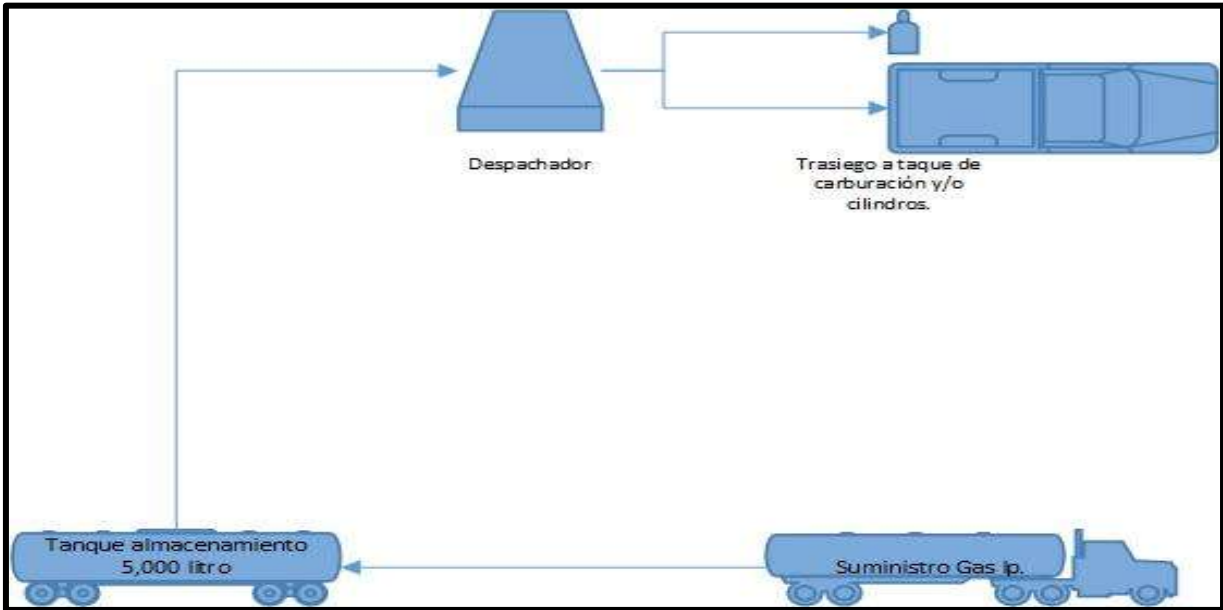 Despachador
Trasiego a taque de
carburación y/o
cilindros.
Tanque almacenamiento
5,000 litro
Suministro Gas lp.